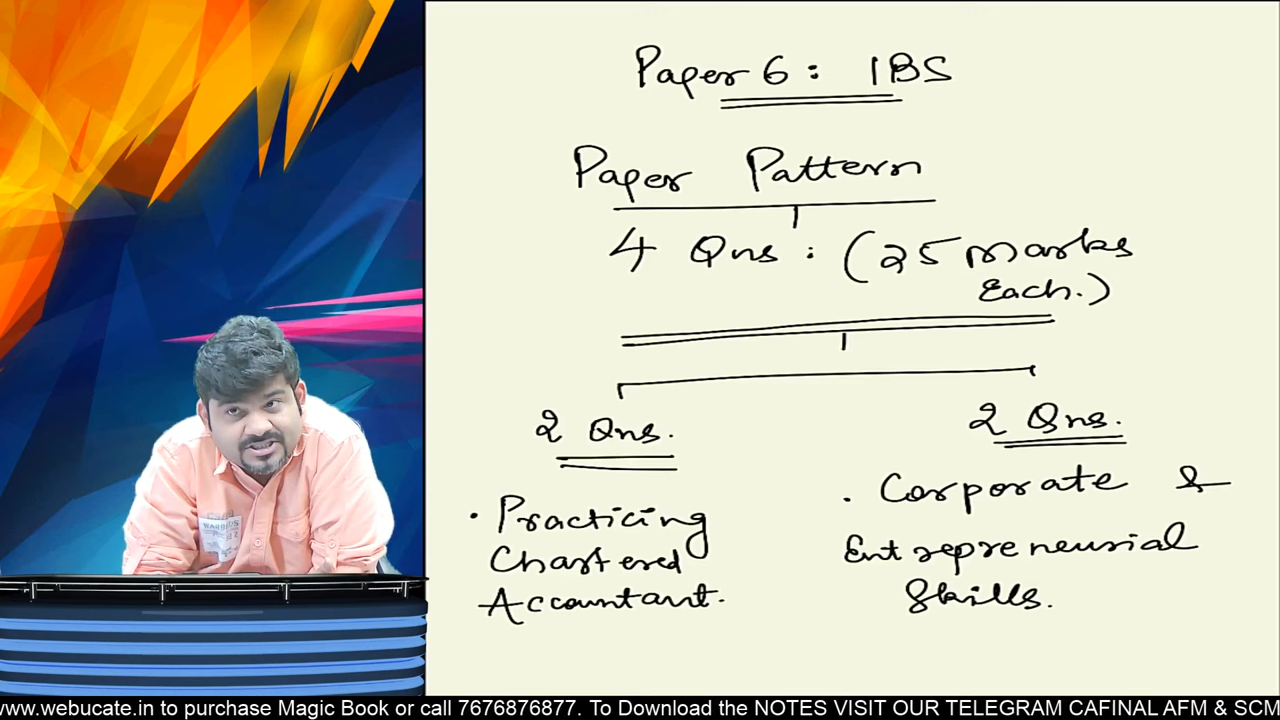 Paper 6 : IBS
Paper Pattern
4 Qns : (25 marks
Each.)
2 Qns.
2 Qns.
. Practicing
Chartered
Accountant.
. Corporate &
Entrepreneurial
Skills.
www.webucate.in to purchase Magic Book or call 7676876877. To Download the NOTES VISIT OUR TELEGRAM CAFINAL AFM & SCM